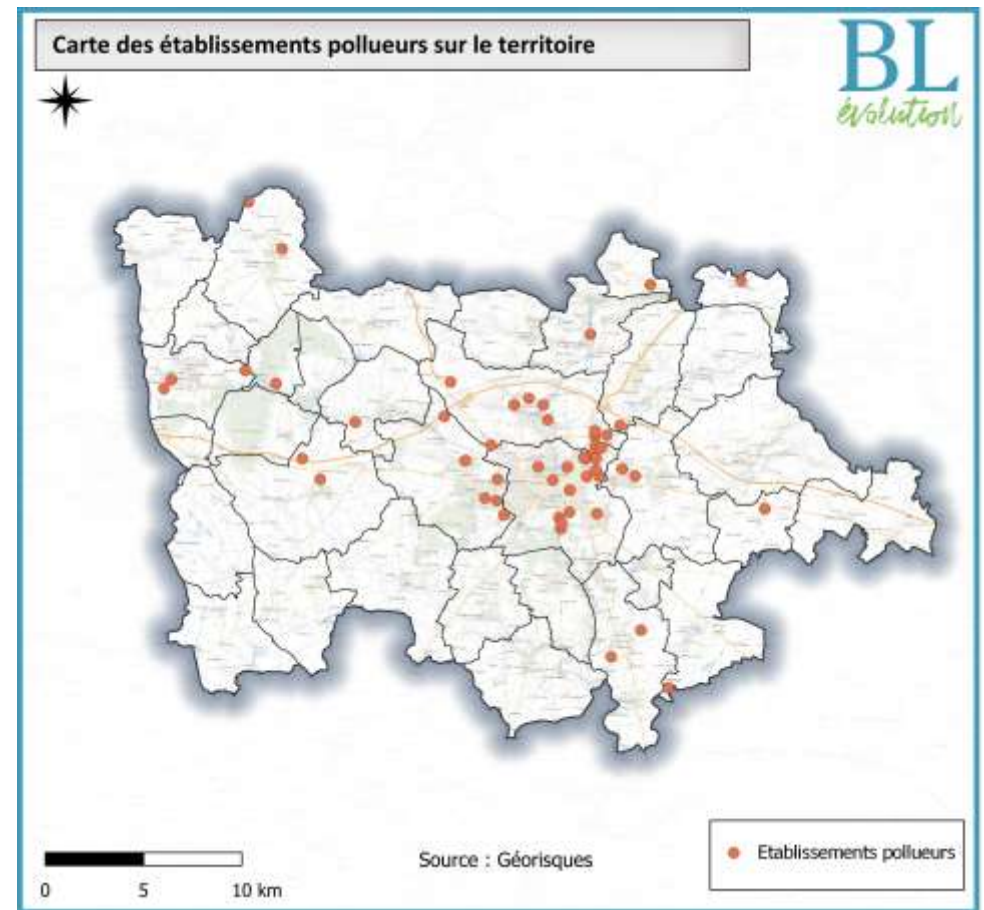 Carte des établissements pollueurs sur le territoire
BL
évolution
Source : Géorisques
Etablissements pollueurs
0 5 10 km